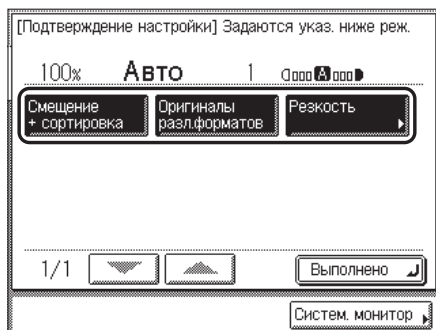 [Подтверждение настройки] Задаются указ. ниже реж.
100% Авто 1 A
Смещение + сортировка
Оригиналы разл.форматов
Резкость
1/1
Выполнено
Систем. монитор